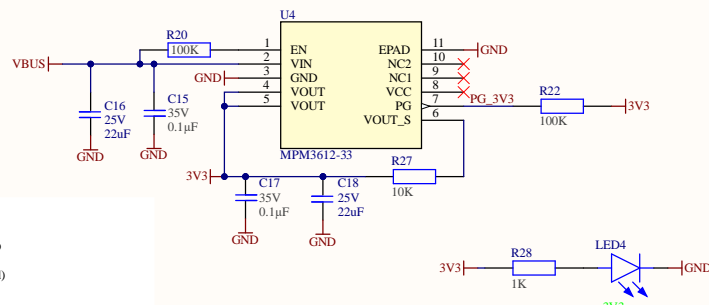 U4
R20
100K
VBUS
1
EN
EPAD
11
GND
2
VIN
NC2
10
GND
3
GND
NC1
9
4
VOUT
VCC
8
5
VOUT
PG
7
PG_3V3
VOUT_S
6
R22
100K
3V3
C16
25V
22uF
GND
C15
35V
0.1µF
GND
MPM3612-33
3V3
R27
10K
C17
35V
0.1µF
GND
C18
25V
22uF
GND
3V3
R28
1K
LED4
GND